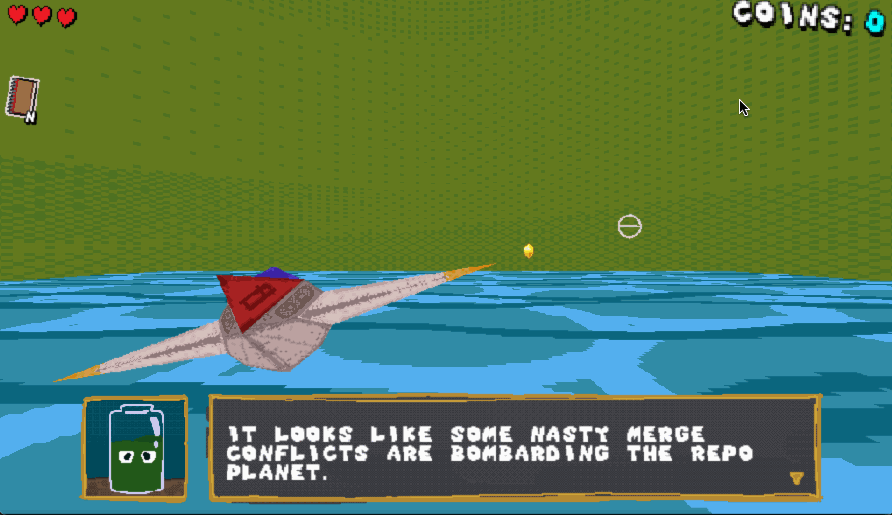 COINS: 0
N
IT LOOKS LIKE SOME NASTY MERGE
CONFLICTS ARE BOMBARDING THE REPO
PLANET.